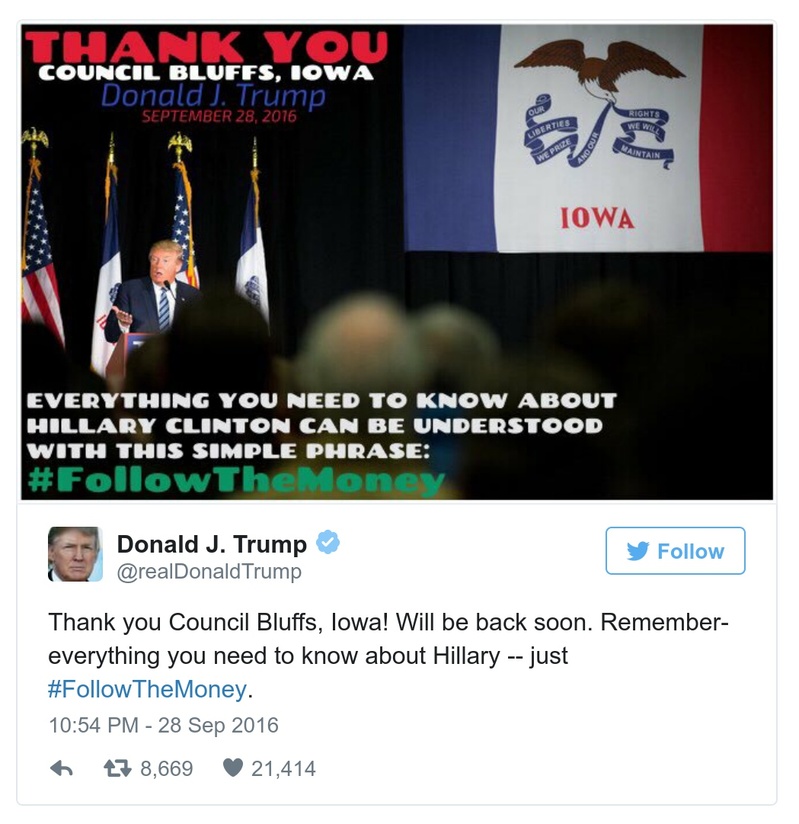 THANK YOU
COUNCIL BLUFFS, IOWA
Donald J. Trump
SEPTEMBER 28, 2016
OUR
LIBERTIES
WE PRIZE
AND OUR
RIGHTS
WE WILL
MAINTAIN
IOWA
EVERYTHING YOU NEED TO KNOW ABOUT
HILLARY CLINTON CAN BE UNDERSTOOD
WITH THIS SIMPLE PHRASE:
#FollowTheMoney
Donald J. Trump
@realDonaldTrump
Follow
Thank you Council Bluffs, Iowa! Will be back soon. Remember-
everything you need to know about Hillary -- just
#FollowTheMoney.
10:54 PM - 28 Sep 2016
8,669 21,414